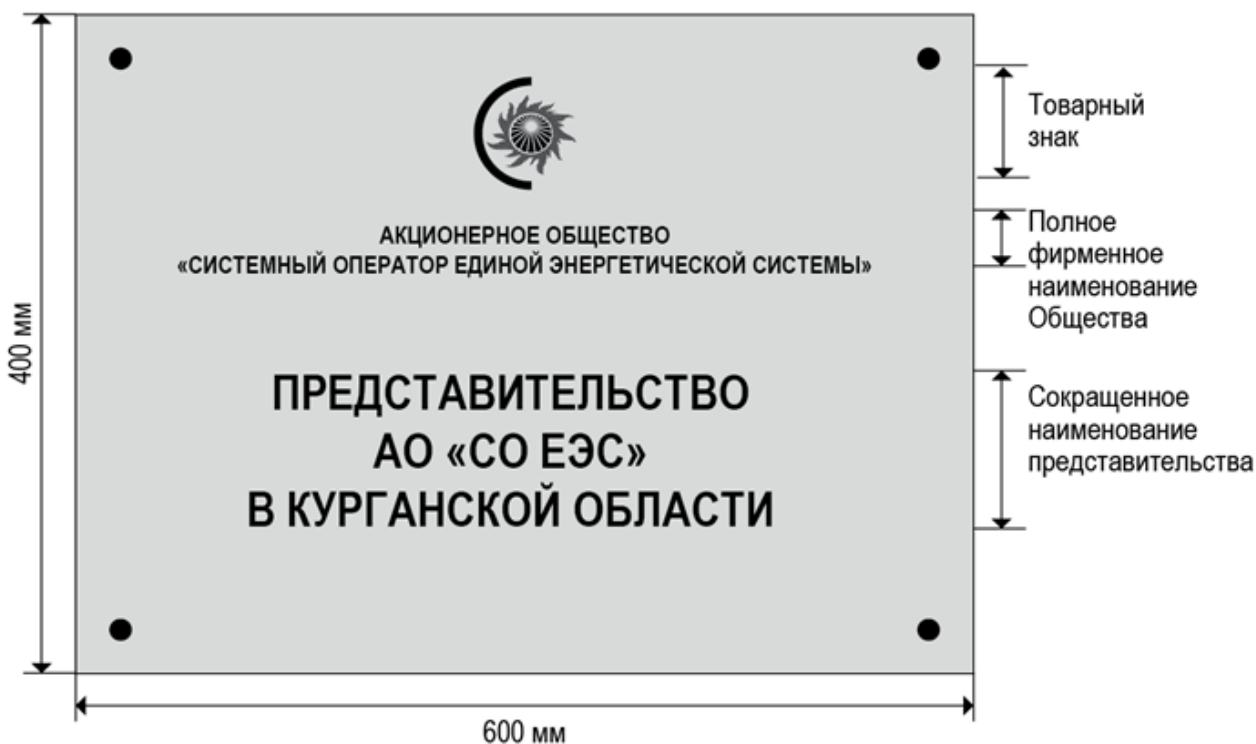 Товарный
знак
АКЦИОНЕРНОЕ ОБЩЕСТВО
«СИСТЕМНЫЙ ОПЕРАТОР ЕДИНОЙ ЭНЕРГЕТИЧЕСКОЙ СИСТЕМЫ»
Полное
фирменное
наименование
Общества
400 мм
ПРЕДСТАВИТЕЛЬСТВО
АО «СО ЕЭС»
В КУРГАНСКОЙ ОБЛАСТИ
Сокращенное
наименование
представительства
600 мм